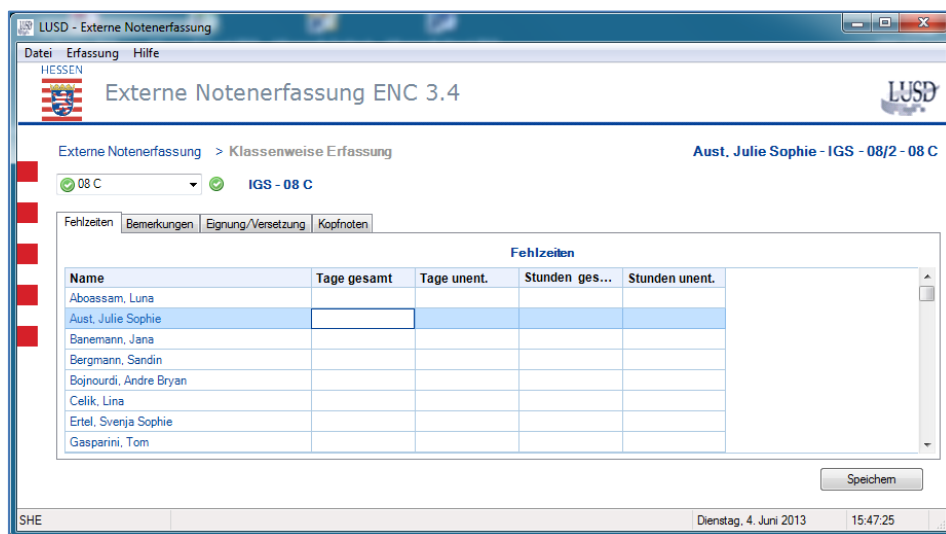 LUSD - Externe Notenerfassung
Datei Erfassung Hilfe
HESSEN
Externe Notenerfassung ENC 3.4
LUSD
Externe Notenerfassung > Klassenweise Erfassung
Aust, Julie Sophie - IGS - 08/2 - 08 C
08 C
IGS - 08 C
Fehlzeiten Bemerkungen Eignung/Versetzung Kopfnoten
Fehlzeiten
Name Tage gesamt Tage unent. Stunden ges... Stunden unent.
Aboassam, Luna
Aust, Julie Sophie
Banemann, Jana
Bergmann, Sandin
Bojnourdi, Andre Bryan
Celik, Lina
Ertel, Svenja Sophie
Gasparini, Tom
Speichern
SHE
Dienstag, 4. Juni 2013 15:47:25